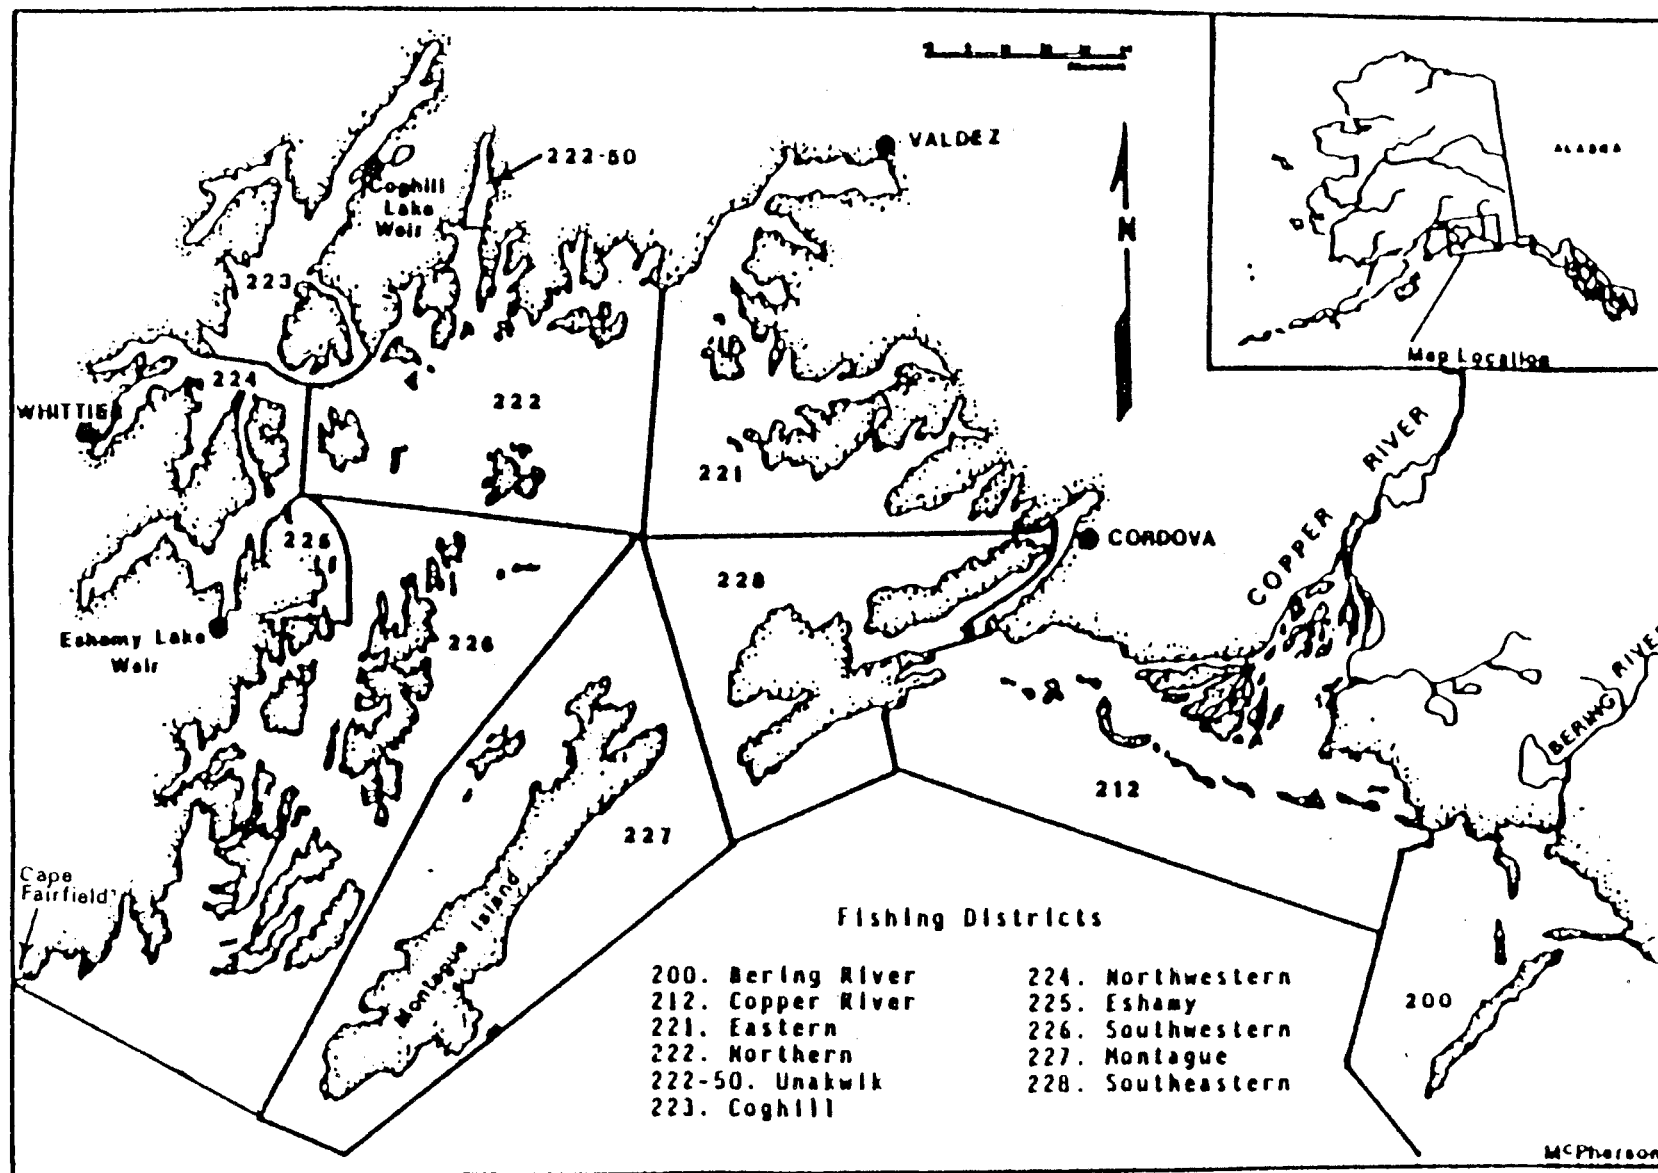 VALDEZ
222-50
Coghill
Lake
Weir
N
ALASKA
Map Location
223
224
WHITTIER
222
221
COPPER RIVER
CORDOVA
225
228
Eshamy Lake
Weir
226
BERING RIVER
212
227
Cape
Fairfield
Montague Island
Fishing Districts
200. Bering River
212. Copper River
221. Eastern
222. Northern
222-50. Unakwik
223. Coghill
224. Northwestern
225. Eshamy
226. Southwestern
227. Montague
228. Southeastern
200
McPherson